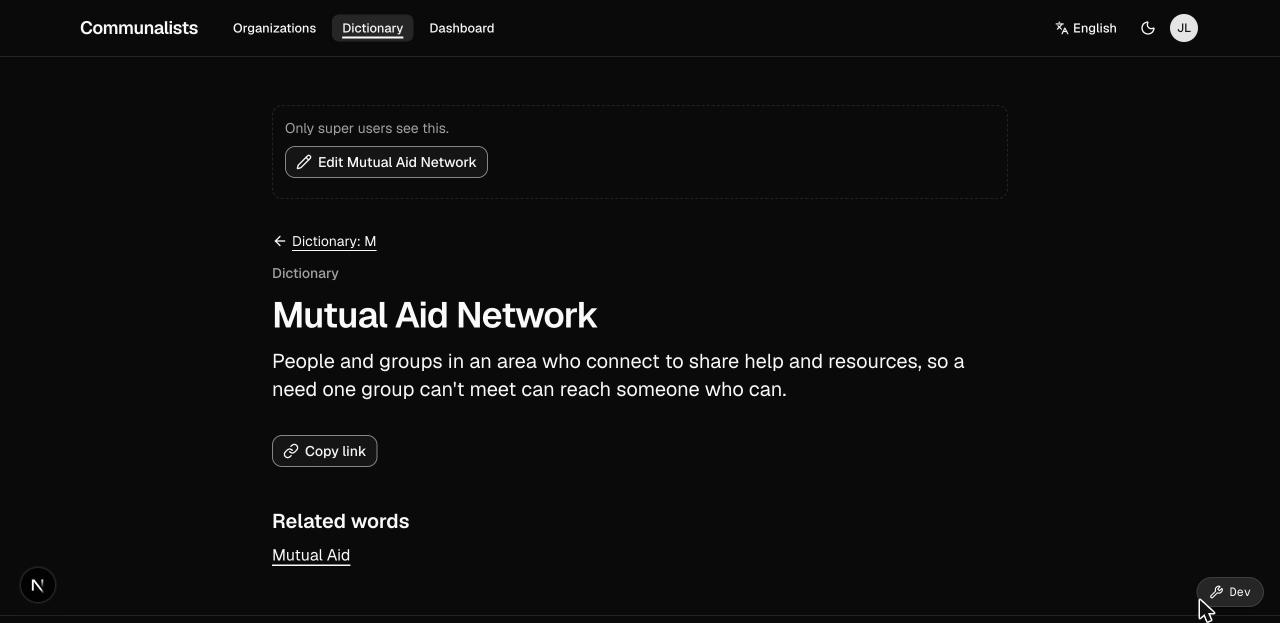 Communalists
Organizations
Dictionary
Dashboard
English
JL
Only super users see this.
Edit Mutual Aid Network
Dictionary: M
Dictionary
Mutual Aid Network
People and groups in an area who connect to share help and resources, so a
need one group can't meet can reach someone who can.
Copy link
Related words
Mutual Aid
N
Dev